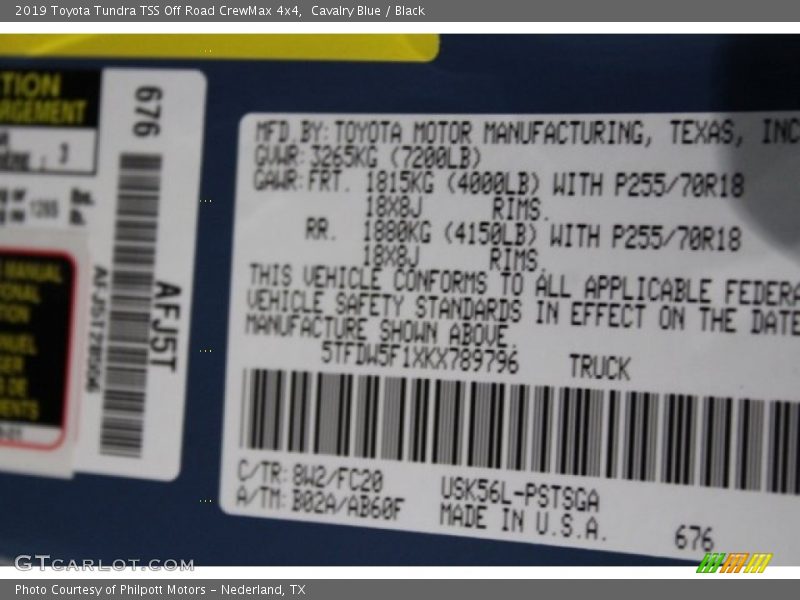 2019 Toyota Tundra TSS Off Road CrewMax 4x4, Cavalry Blue / Black
TION
ARGEMENT
3
676
AFJ5T
MANUAL
MFD.BY:TOYOTA MOTOR MANUFACTURING, TEXAS, INC
GVWR:3265KG (7200LB)
GAWR:FRT. 1815KG (4000LB) WITH P255/70R18
18X8J RIMS.
RR. 1880KG (4150LB) WITH P255/70R18
18X8J RIMS.
THIS VEHICLE CONFORMS TO ALL APPLICABLE FEDERA
VEHICLE SAFETY STANDARDS IN EFFECT ON THE DATE
MANUFACTURE SHOWN ABOVE.
5TFDW5F1XKX789796 TRUCK
C/TR:8W2/FC20 USK56L-PSTSGA
A/TM:B02A/AB60F MADE IN U.S.A. 676
GTCarLot.com
Photo Courtesy of Philpott Motors - Nederland, TX